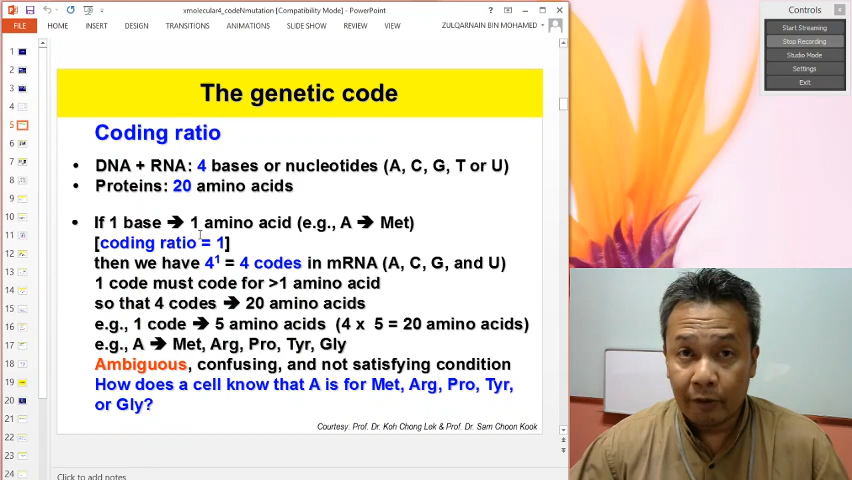 xmolecular4_codeNmutation [Compatibility Mode] - PowerPoint
FILE HOME INSERT DESIGN TRANSITIONS ANIMATIONS SLIDE SHOW REVIEW VIEW ZULQARNAIN BIN MOHAMED
1
2
3
4
5
6
7
8
9
10
11
12
13
14
15
16
17
18
19
20
21
22
23
24
The genetic code
Coding ratio
• DNA + RNA: 4 bases or nucleotides (A, C, G, T or U)
• Proteins: 20 amino acids
• If 1 base ➔ 1 amino acid (e.g., A ➔ Met)
[coding ratio = 1]
then we have 4¹ = 4 codes in mRNA (A, C, G, and U)
1 code must code for >1 amino acid
so that 4 codes ➔ 20 amino acids
e.g., 1 code ➔ 5 amino acids (4 x 5 = 20 amino acids)
e.g., A ➔ Met, Arg, Pro, Tyr, Gly
Ambiguous, confusing, and not satisfying condition
How does a cell know that A is for Met, Arg, Pro, Tyr,
or Gly?
Courtesy: Prof. Dr. Koh Chong Lek & Prof. Dr. Sam Choon Kook
Click to add notes
Controls
Start Streaming
Stop Recording
Studio Mode
Settings
Exit